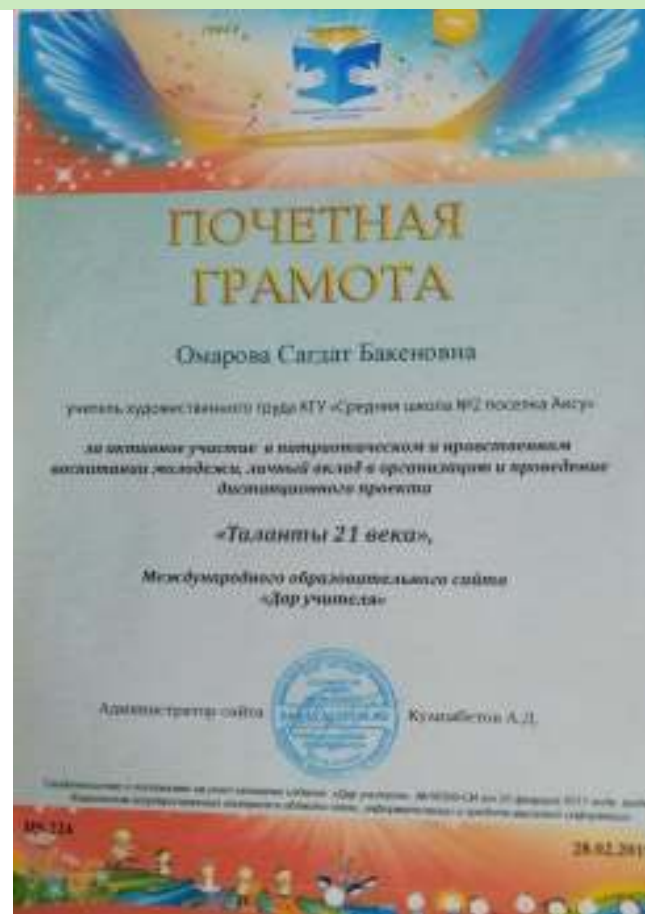 ПОЧЕТНАЯ
ГРАМОТА
Омарова Сагдат Бакеновна
учитель художественного труда КГУ «Средняя школа №2 поселка Аксу»
за активное участие в патриотическом и нравственном
воспитании молодежи, личный вклад в организацию и проведение
дистанционного проекта
«Таланты 21 века»,
Международного образовательного сайта
«Дар учителя»
Администратор сайта
А.Д.
28.02.201